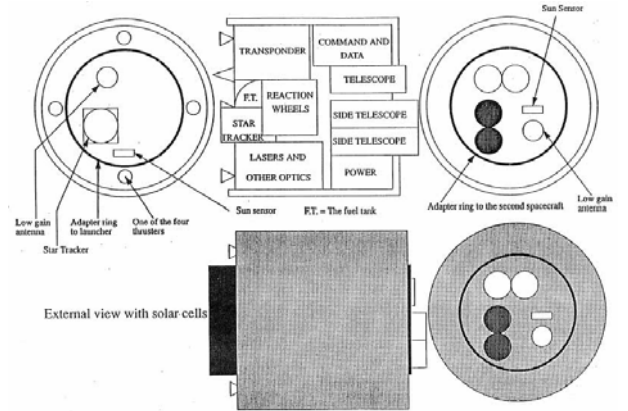 Sun Sensor
TRANSPONDER
COMMAND AND
DATA
TELESCOPE
F.T.
REACTION
WHEELS
STAR
TRACKER
SIDE TELESCOPE
SIDE TELESCOPE
LASERS AND
OTHER OPTICS
POWER
Low gain
antenna
Adapter ring
to launcher
One of the four
thrusters
Sun sensor
Star Tracker
F.T. = The fuel tank
Adapter ring to the second spacecraft
Low gain
antenna
External view with solar cells